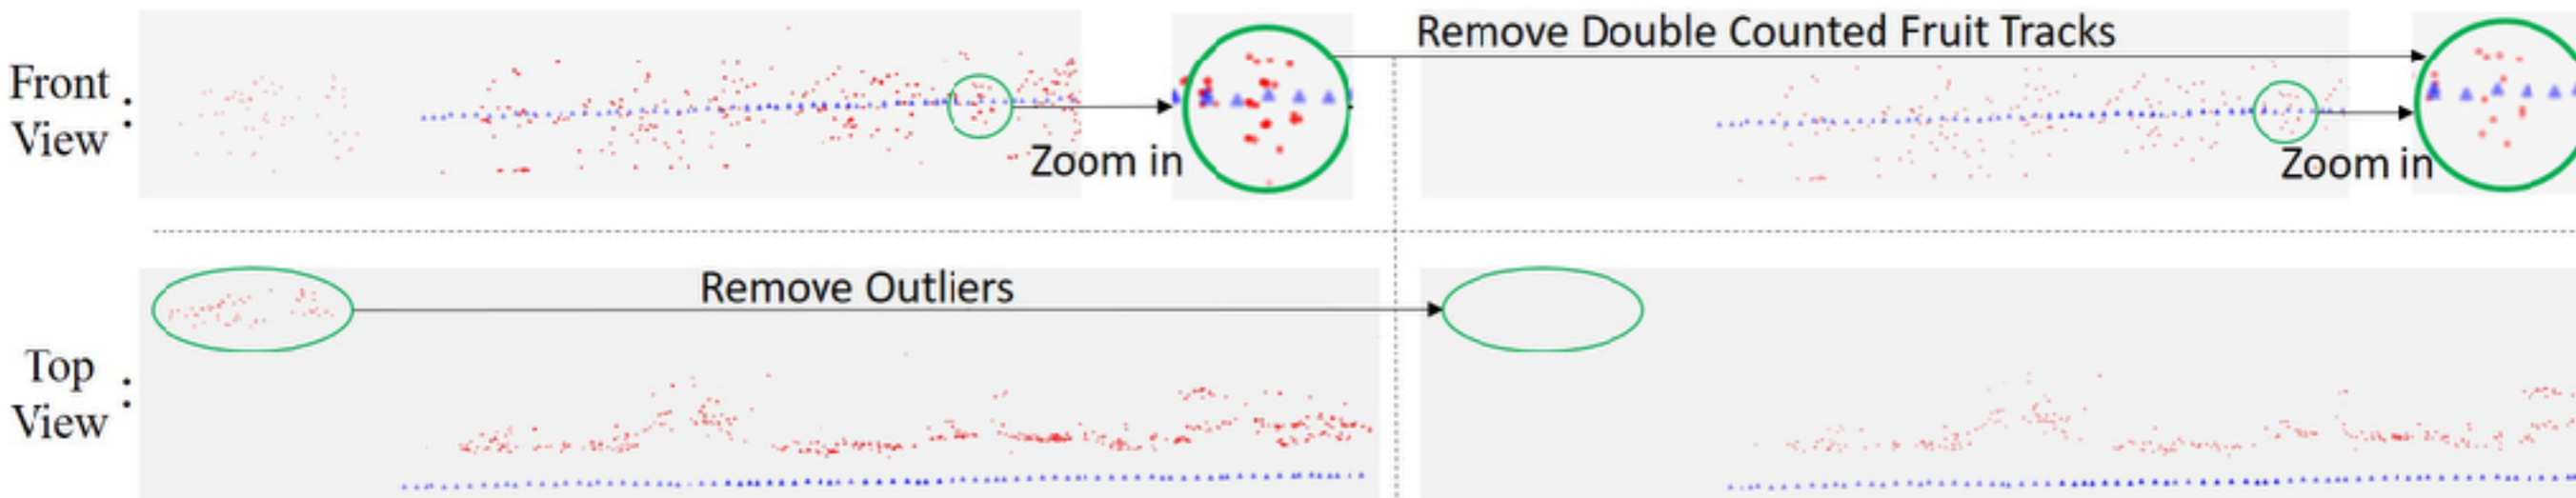 Front
View :
Remove Double Counted Fruit Tracks
Zoom in
Zoom in
Remove Outliers
Top
View :